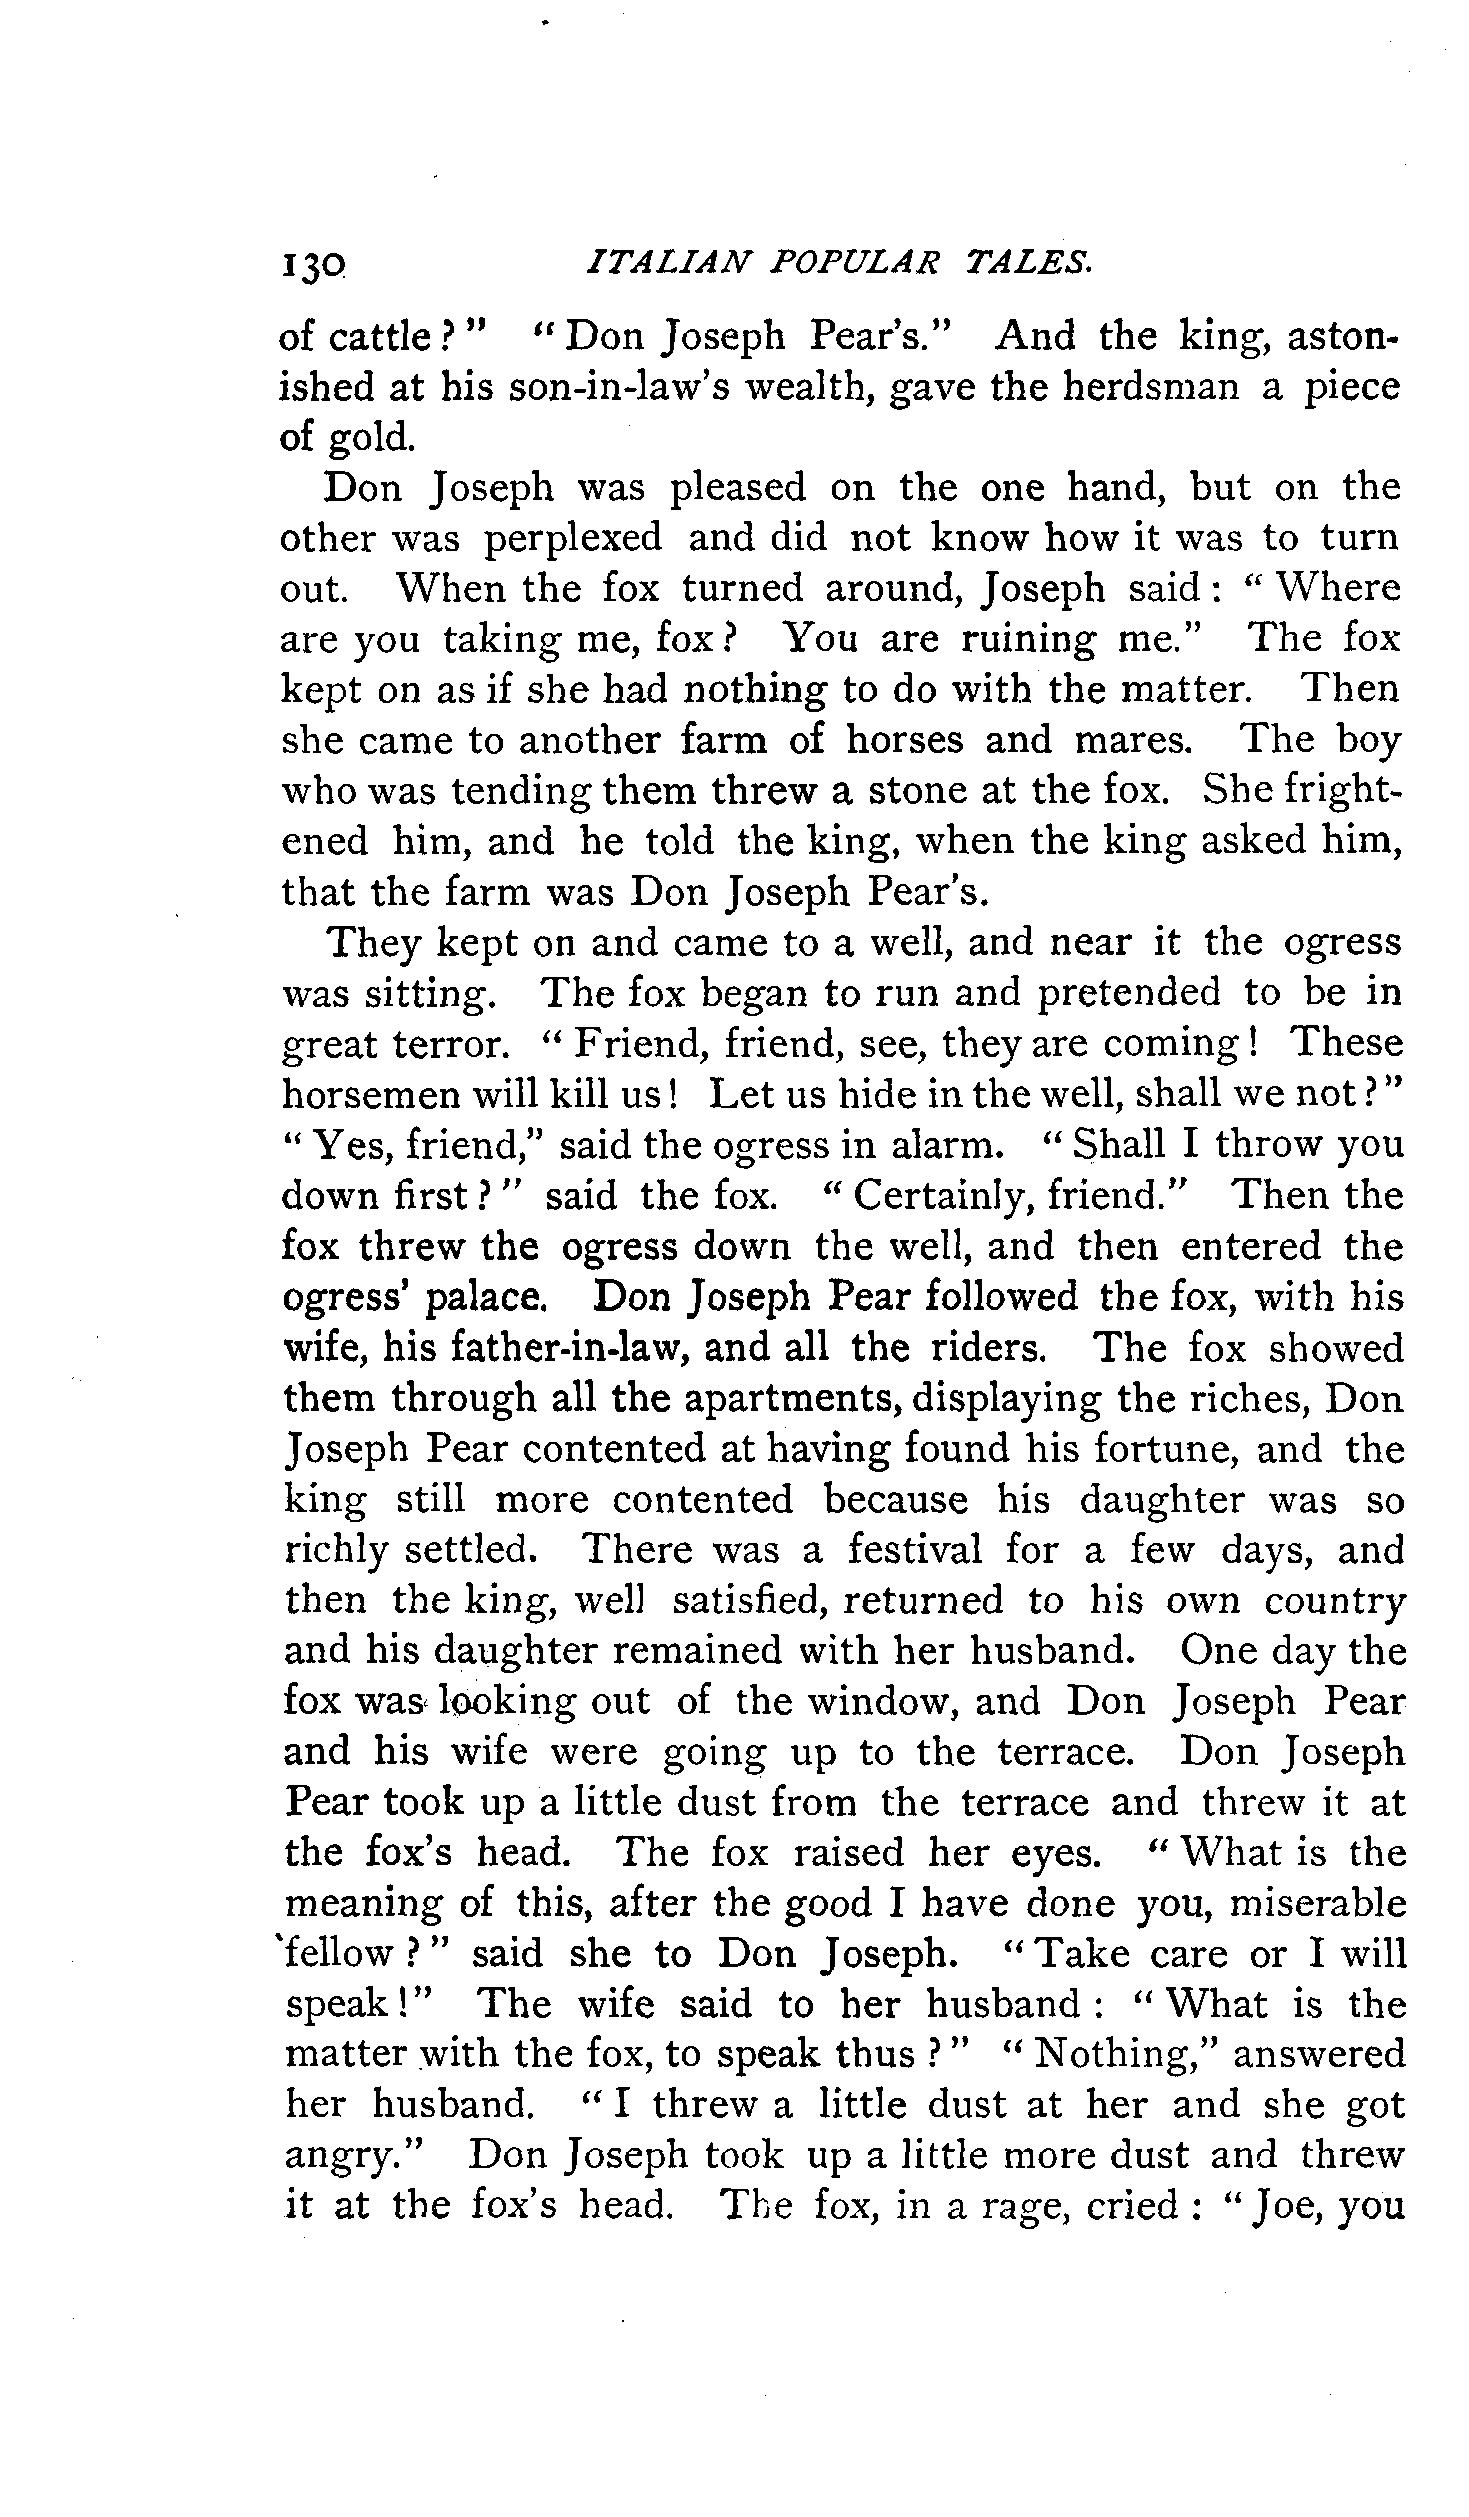 130 ITALIAN POPULAR TALES.
of cattle?" "Don Joseph Pear's." And the king, aston-
ished at his son-in-law's wealth, gave the herdsman a piece
of gold.
Don Joseph was pleased on the one hand, but on the
other was perplexed and did not know how it was to turn
out. When the fox turned around, Joseph said: "Where
are you taking me, fox? You are ruining me." The fox
kept on as if she had nothing to do with the matter. Then
she came to another farm of horses and mares. The boy
who was tending them threw a stone at the fox. She fright-
ened him, and he told the king, when the king asked him,
that the farm was Don Joseph Pear's.
They kept on and came to a well, and near it the ogress
was sitting. The fox began to run and pretended to be in
great terror. "Friend, friend, see, they are coming! These
horsemen will kill us! Let us hide in the well, shall we not?"
"Yes, friend," said the ogress in alarm. "Shall I throw you
down first?" said the fox. "Certainly, friend." Then the
fox threw the ogress down the well, and then entered the
ogress' palace. Don Joseph Pear followed the fox, with his
wife, his father-in-law, and all the riders. The fox showed
them through all the apartments, displaying the riches, Don
Joseph Pear contented at having found his fortune, and the
king still more contented because his daughter was so
richly settled. There was a festival for a few days, and
then the king, well satisfied, returned to his own country
and his daughter remained with her husband. One day the
fox was looking out of the window, and Don Joseph Pear
and his wife were going up to the terrace. Don Joseph
Pear took up a little dust from the terrace and threw it at
the fox's head. The fox raised her eyes. "What is the
meaning of this, after the good I have done you, miserable
fellow?" said she to Don Joseph. "Take care or I will
speak!" The wife said to her husband: "What is the
matter with the fox, to speak thus?" "Nothing," answered
her husband. "I threw a little dust at her and she got
angry." Don Joseph took up a little more dust and threw
it at the fox's head. The fox, in a rage, cried: "Joe, you